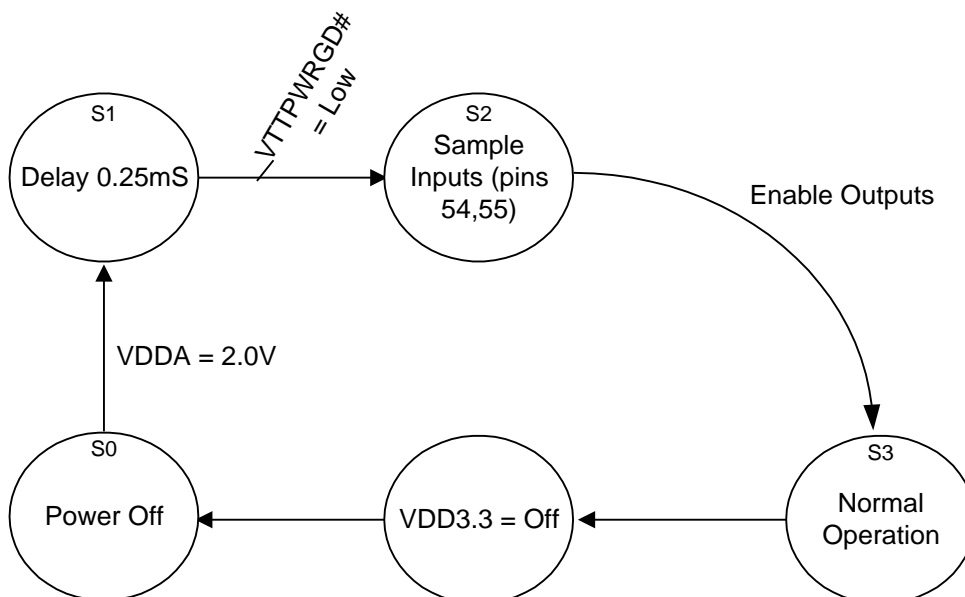 S1
Delay 0.25mS
VTTPWRGD#
= Low
S2
Sample
Inputs (pins
54,55)
Enable Outputs
VDDA = 2.0V
S0
Power Off
VDD3.3 = Off
S3
Normal
Operation